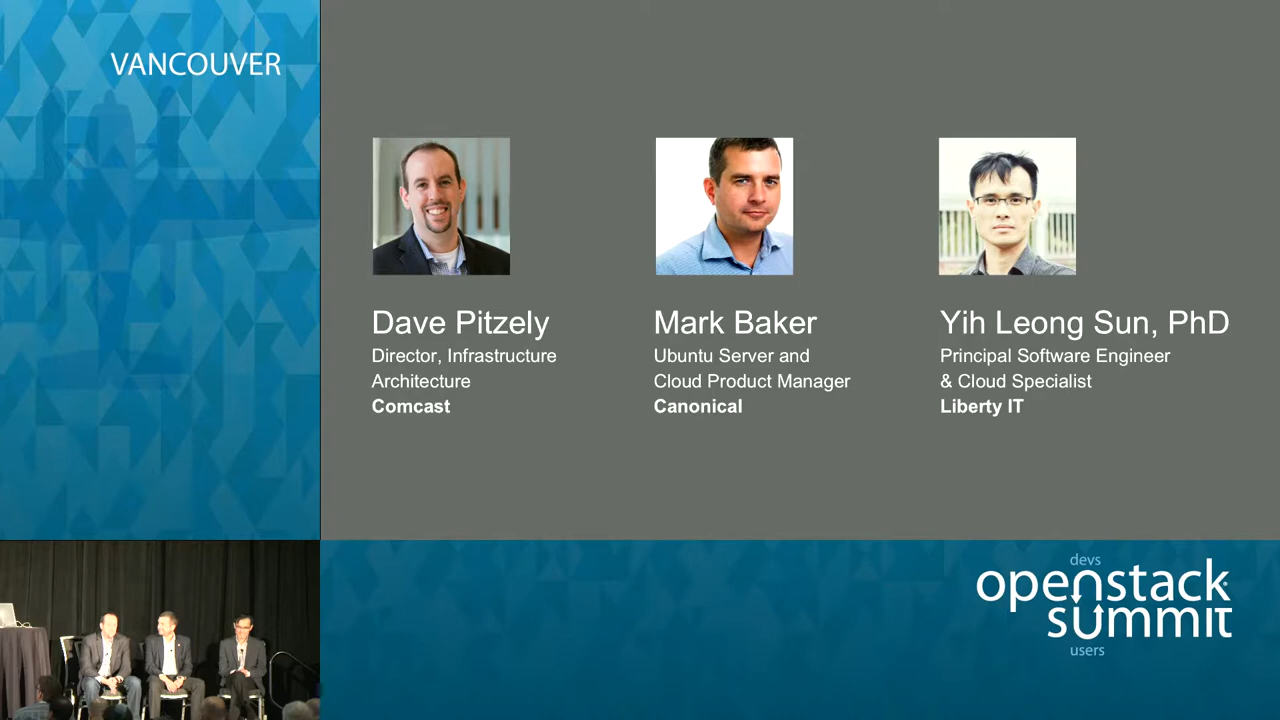 VANCOUVER
Dave Pitzely
Director, Infrastructure
Architecture
Comcast
Mark Baker
Ubuntu Server and
Cloud Product Manager
Canonical
Yih Leong Sun, PhD
Principal Software Engineer
& Cloud Specialist
Liberty IT
devs
openstack
summit
users